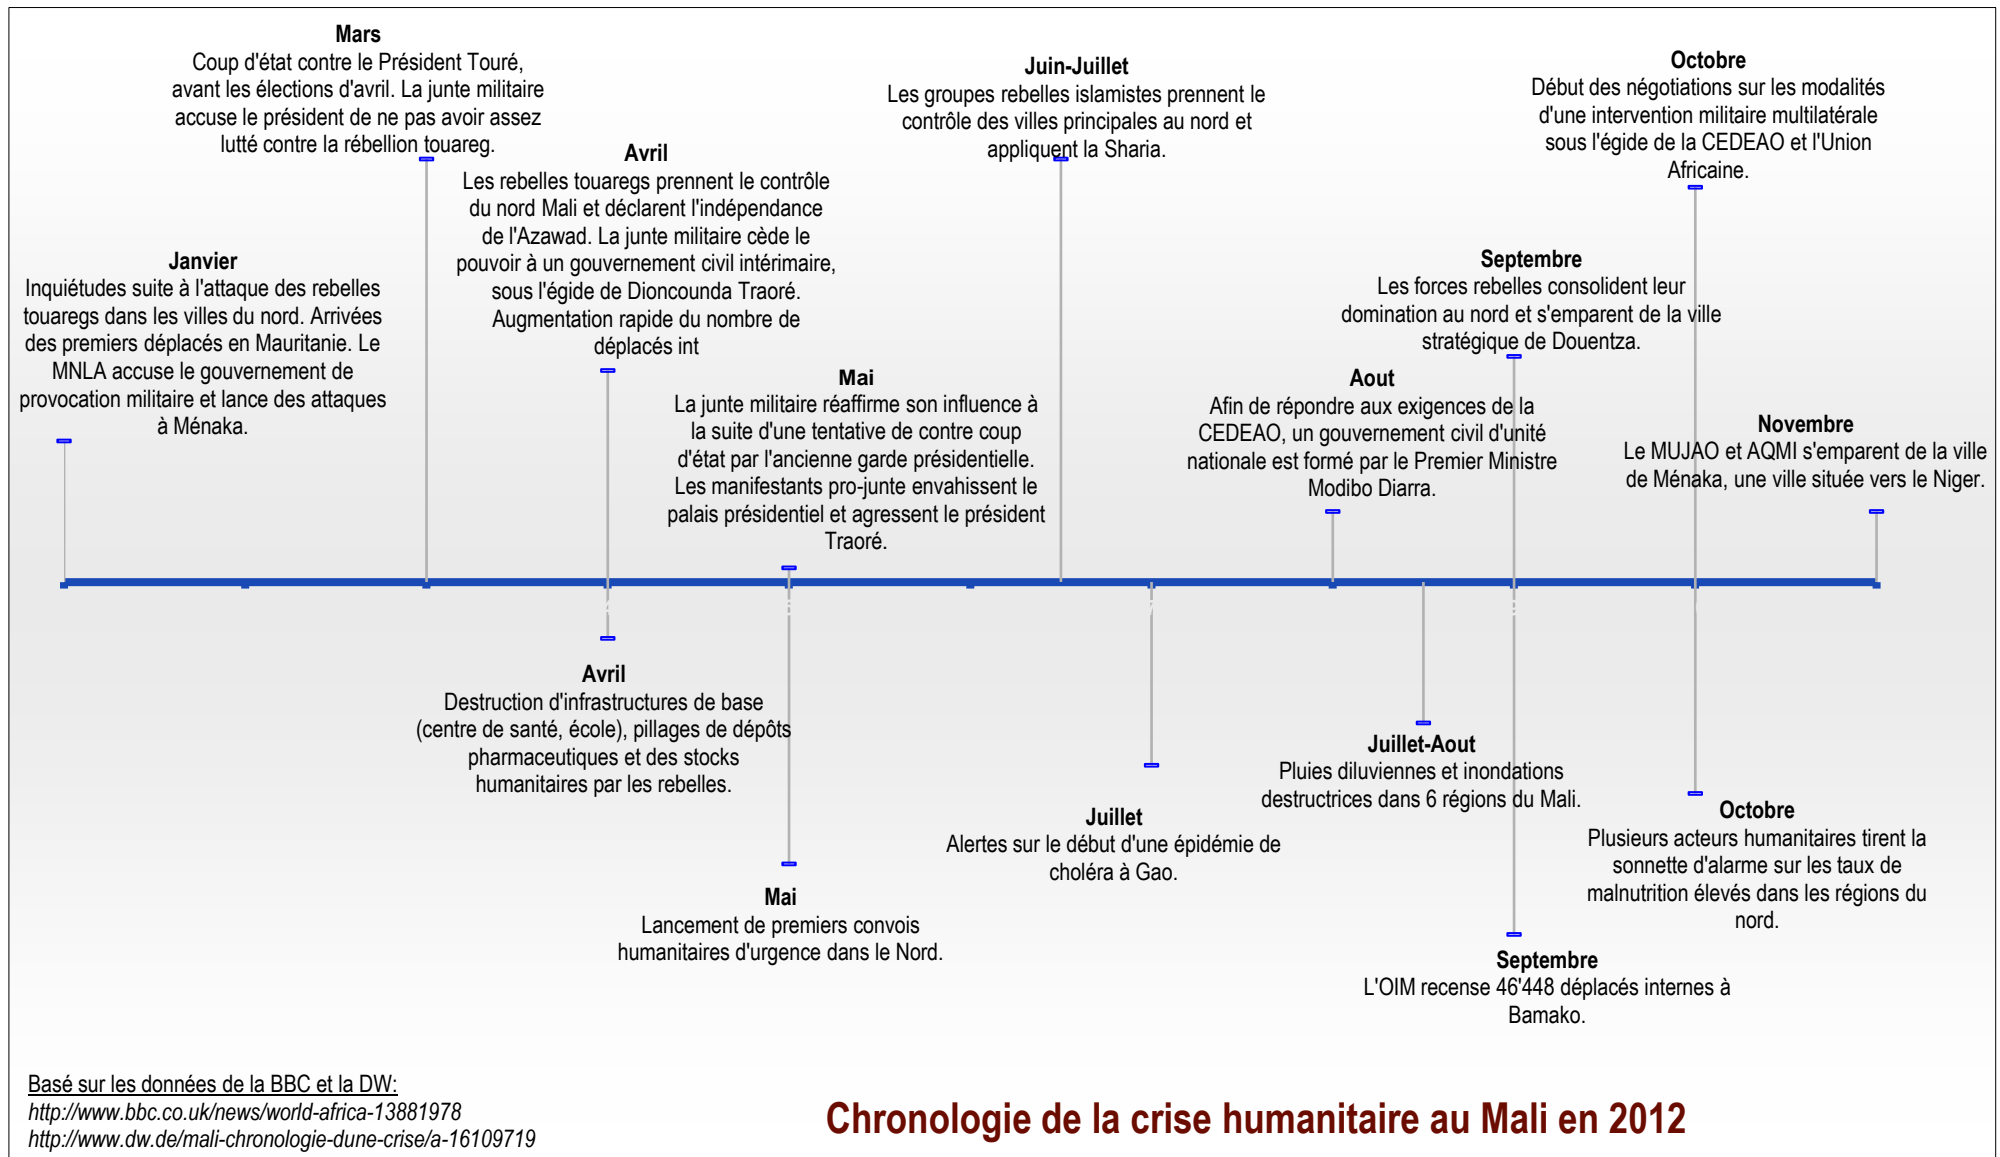 Mars
Coup d'état contre le Président Touré,
avant les élections d'avril. La junte militaire
accuse le président de ne pas avoir assez
lutté contre la rébellion touareg.
Juin-Juillet
Les groupes rebelles islamistes prennent le
contrôle des villes principales au nord et
appliquent la Sharia.
Octobre
Début des négotiations sur les modalités
d'une intervention militaire multilatérale
sous l'égide de la CEDEAO et l'Union
Africaine.
Avril
Les rebelles touaregs prennent le contrôle
du nord Mali et déclarent l'indépendance
de l'Azawad. La junte militaire cède le
pouvoir à un gouvernement civil intérimaire,
sous l'égide de Dioncounda Traoré.
Augmentation rapide du nombre de
déplacés int
Janvier
Inquiétudes suite à l'attaque des rebelles
touaregs dans les villes du nord. Arrivées
des premiers déplacés en Mauritanie. Le
MNLA accuse le gouvernement de
provocation militaire et lance des attaques
à Ménaka.
Septembre
Les forces rebelles consolident leur
domination au nord et s'emparent de la ville
stratégique de Douentza.
Mai
La junte militaire réaffirme son influence à
la suite d'une tentative de contre coup
d'état par l'ancienne garde présidentielle.
Les manifestants pro-junte envahissent le
palais présidentiel et agressent le président
Traoré.
Aout
Afin de répondre aux exigences de la
CEDEAO, un gouvernement civil d'unité
nationale est formé par le Premier Ministre
Modibo Diarra.
Novembre
Le MUJAO et AQMI s'emparent de la ville
de Ménaka, une ville située vers le Niger.
Avril
Destruction d'infrastructures de base
(centre de santé, école), pillages de dépôts
pharmaceutiques et des stocks
humanitaires par les rebelles.
Mai
Lancement de premiers convois
humanitaires d'urgence dans le Nord.
Juillet
Alertes sur le début d'une épidémie de
choléra à Gao.
Juillet-Aout
Pluies diluviennes et inondations
destructrices dans 6 régions du Mali.
Octobre
Plusieurs acteurs humanitaires tirent la
sonnette d'alarme sur les taux de
malnutrition élevés dans les régions du
nord.
Septembre
L'OIM recense 46'448 déplacés internes à
Bamako.
Basé sur les données de la BBC et la DW:
http://www.bbc.co.uk/news/world-africa-13881978
http://www.dw.de/mali-chronologie-dune-crise/a-16109719
Chronologie de la crise humanitaire au Mali en 2012